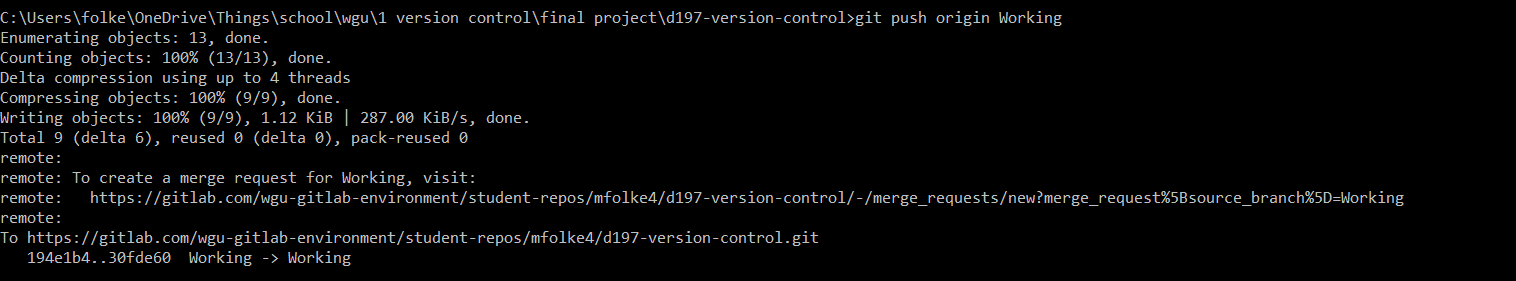 C:\Users\folke\OneDrive\Things\school\wgu\1 version control\final project\d197-version-control>git push origin Working
Enumerating objects: 13, done.
Counting objects: 100% (13/13), done.
Delta compression using up to 4 threads
Compressing objects: 100% (9/9), done.
Writing objects: 100% (9/9), 1.12 KiB | 287.00 KiB/s, done.
Total 9 (delta 6), reused 0 (delta 0), pack-reused 0
remote:
remote: To create a merge request for Working, visit:
remote:   https://gitlab.com/wgu-gitlab-environment/student-repos/mfolke4/d197-version-control/-/merge_requests/new?merge_request%5Bsource_branch%5D=Working
remote:
To https://gitlab.com/wgu-gitlab-environment/student-repos/mfolke4/d197-version-control.git
   194e1b4..30fde60  Working -> Working